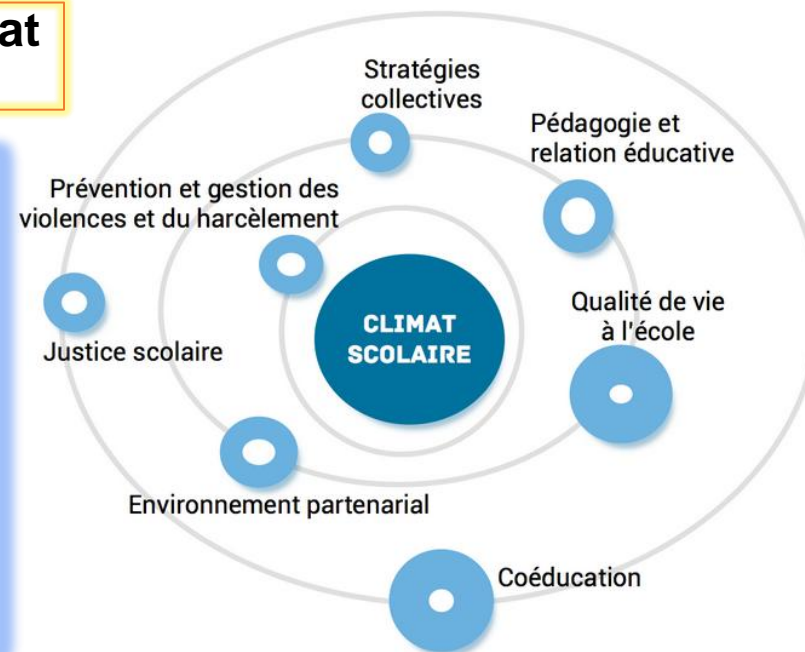 at
Stratégies
collectives
Pédagogie et
relation éducative
Prévention et gestion des
violences et du harcèlement
Qualité de vie
à l'école
CLIMAT
SCOLAIRE
Justice scolaire
Environnement partenarial
Coéducation